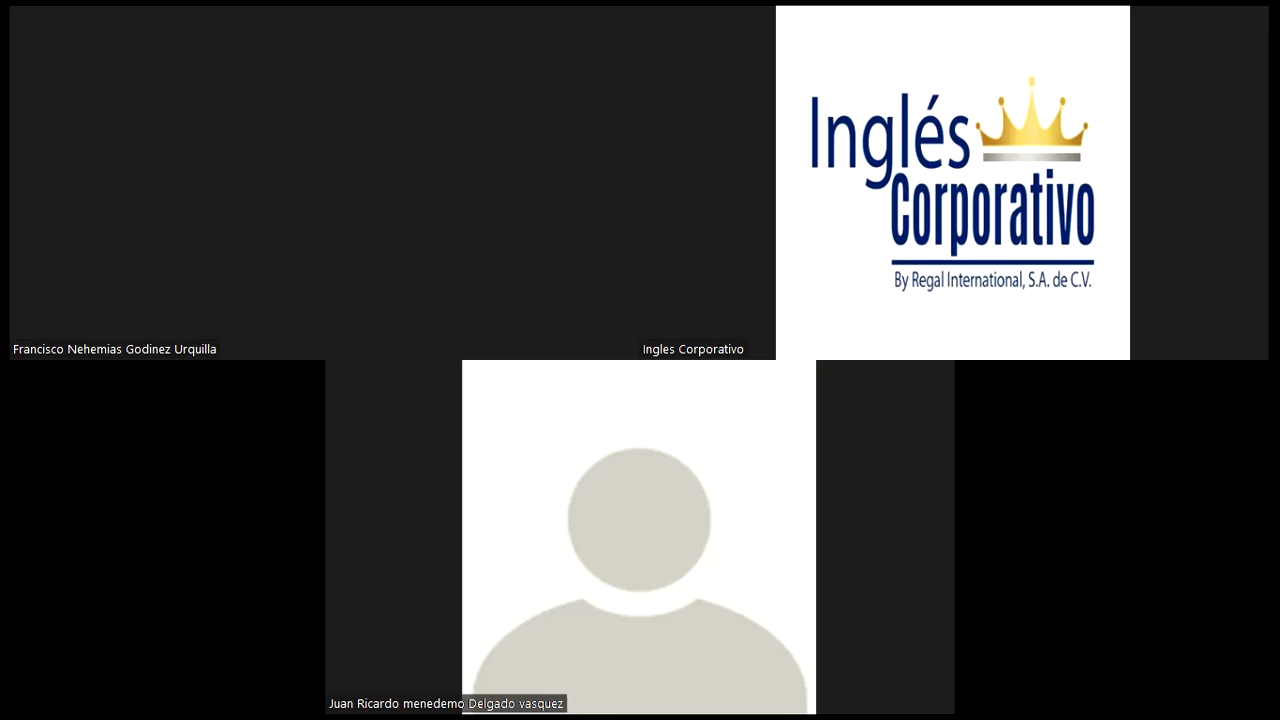 Inglés
Corporativo
By Regal International, S.A. de C.V.
Francisco Nehemias Godinez Urquilla
Ingles Corporativo
Juan Ricardo menedemo Delgado vasquez